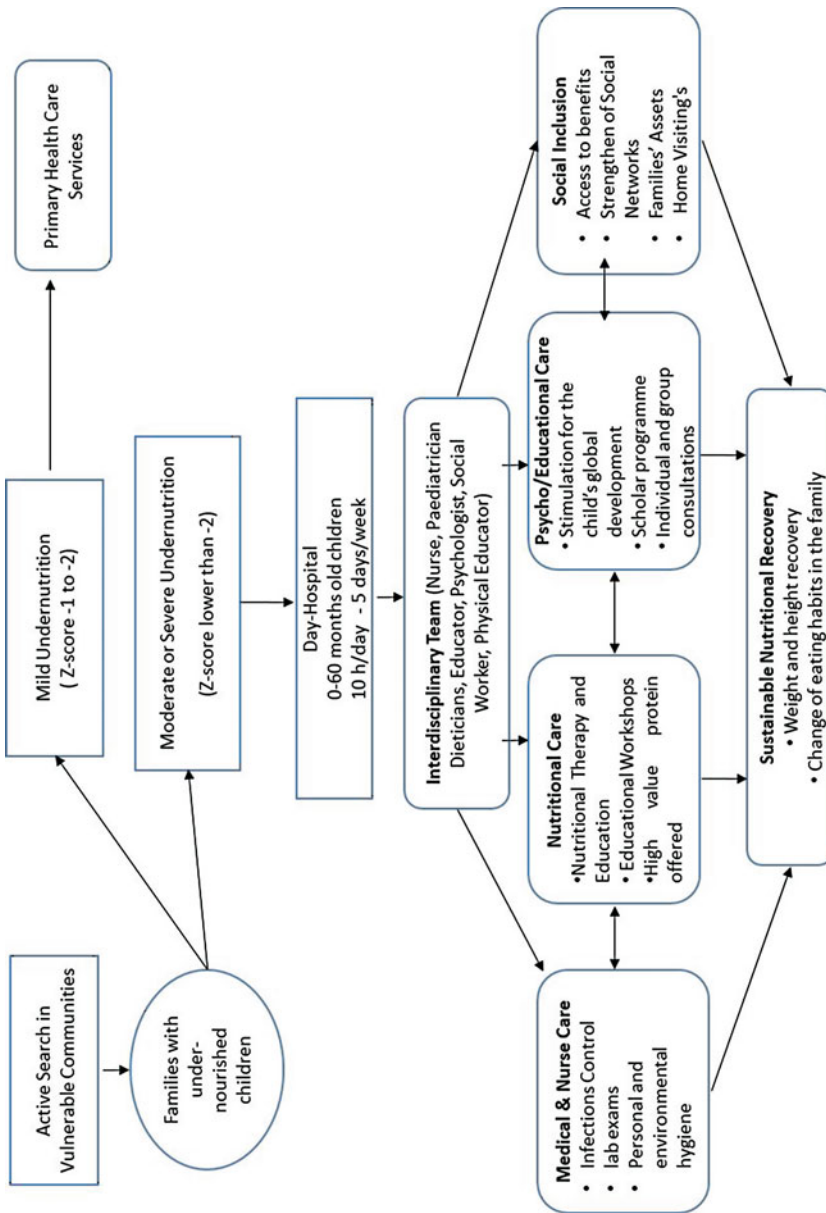 Active Search in
Vulnerable Communities
Families with
under-
nourished
children
Mild Undernutrition
( Z-score -1 to -2)
Primary Health Care
Services
Moderate or Severe Undernutrition
(Z-score lower than -2)
Day-Hospital
0-60 months old children
10 h/day - 5 days/week
Interdisciplinary Team (Nurse, Paediatrician
Dieticians, Educator, Psychologist, Social
Worker, Physical Educator)
Medical & Nurse Care
• Infections Control
• lab exams
• Personal and
environmental
hygiene
Nutritional Care
•Nutritional Therapy and
Education
•Educational Workshops
•High value protein
offered
Psycho/Educational Care
• Stimulation for the
child's global
development
• Scholar programme
• Individual and group
consultations
Social Inclusion
• Access to benefits
• Strengthen of Social
Networks
• Families' Assets
• Home Visiting's
Sustainable Nutritional Recovery
• Weight and height recovery
• Change of eating habits in the family